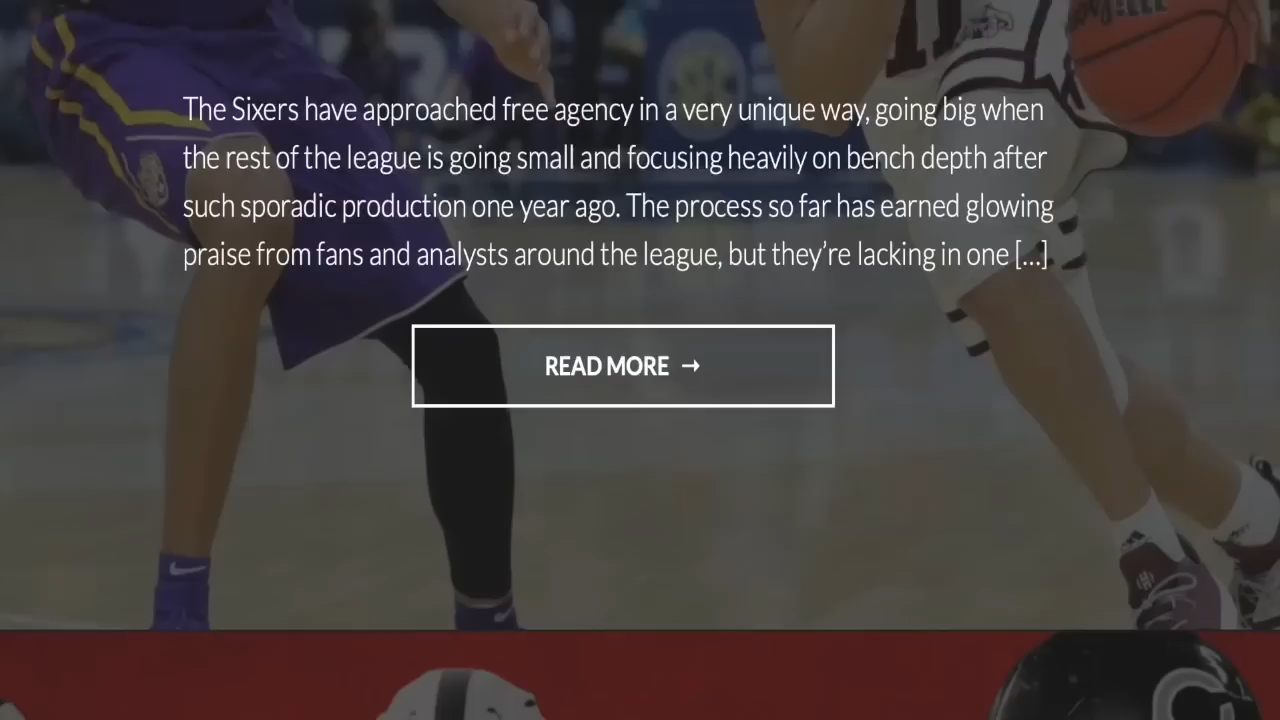 The Sixers have approached free agency in a very unique way, going big when
the rest of the league is going small and focusing heavily on bench depth after
such sporadic production one year ago. The process so far has earned glowing
praise from fans and analysts around the league, but they’re lacking in one [...]
READ MORE →